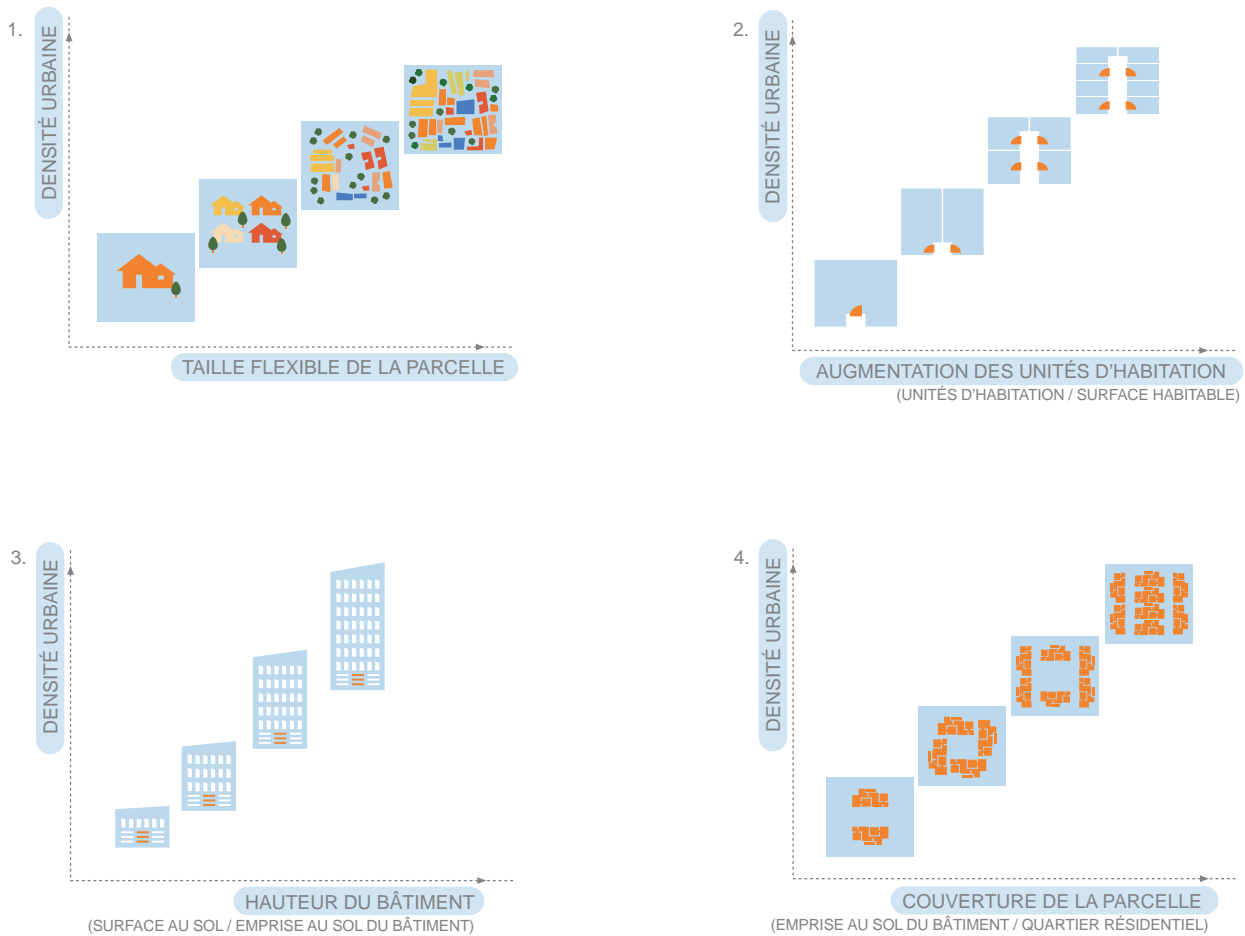 1.
DENSITÉ URBAINE
TAILLE FLEXIBLE DE LA PARCELLE
2.
DENSITÉ URBAINE
AUGMENTATION DES UNITÉS D'HABITATION
(UNITÉS D'HABITATION / SURFACE HABITABLE)
3.
DENSITÉ URBAINE
HAUTEUR DU BÂTIMENT
(SURFACE AU SOL / EMPRISE AU SOL DU BÂTIMENT)
4.
DENSITÉ URBAINE
COUVERTURE DE LA PARCELLE
(EMPRISE AU SOL DU BÂTIMENT / QUARTIER RÉSIDENTIEL)